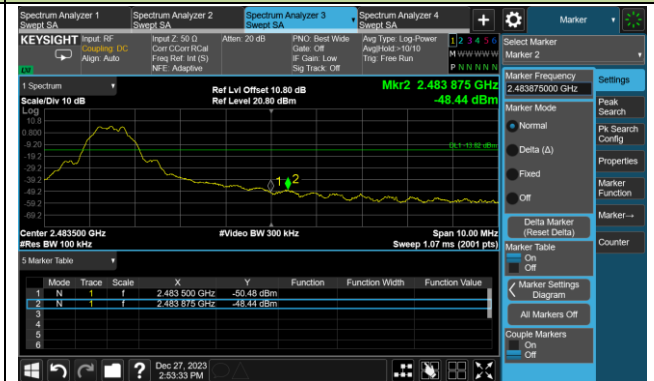 Spectrum Analyzer 1
Swept SA
Spectrum Analyzer 2
Swept SA
Spectrum Analyzer 3
Swept SA
Spectrum Analyzer 4
Swept SA
+
Marker
KEYSIGHT
Input: RF
Coupling: DC
Align: Auto
Input Z: 50 Ω
Corr CCorr RCal
Freq Ref: Int (S)
NFE: Adaptive
Atten: 20 dB
PNO: Best Wide
Gate: Off
IF Gain: Low
Sig Track: Off
Avg Type: Log-Power
Avg|Hold:>10/10
Trig: Free Run
1 2 3 4 5 6
M W W W W W
P N N N N N
Select Marker
Marker 2
1 Spectrum
Scale/Div 10 dB
Ref Lvl Offset 10.80 dB
Ref Level 20.80 dBm
Mkr2 2.483 875 GHz
-48.44 dBm
Log
10.8
0.800
-9.20
-19.2
-29.2
-39.2
-49.2
-59.2
-69.2
DL1 -13.82 dBm
1
2
Center 2.483500 GHz
#Res BW 100 kHz
#Video BW 300 kHz
Span 10.00 MHz
Sweep 1.07 ms (2001 pts)
5 Marker Table
Mode Trace Scale X Y Function Function Width Function Value
1 N 1 f 2.483 500 GHz -50.48 dBm
2 N 1 f 2.483 875 GHz -48.44 dBm
3
4
5
6
Marker Frequency
2.483875000 GHz
Marker Mode
Normal
Delta (Δ)
Fixed
Off
Delta Marker
(Reset Delta)
Marker Table
On
Off
Marker Settings
Diagram
All Markers Off
Couple Markers
On
Off
Settings
Peak
Search
Pk Search
Config
Properties
Marker
Function
Marker→
Counter
?
Dec 27, 2023
2:53:33 PM